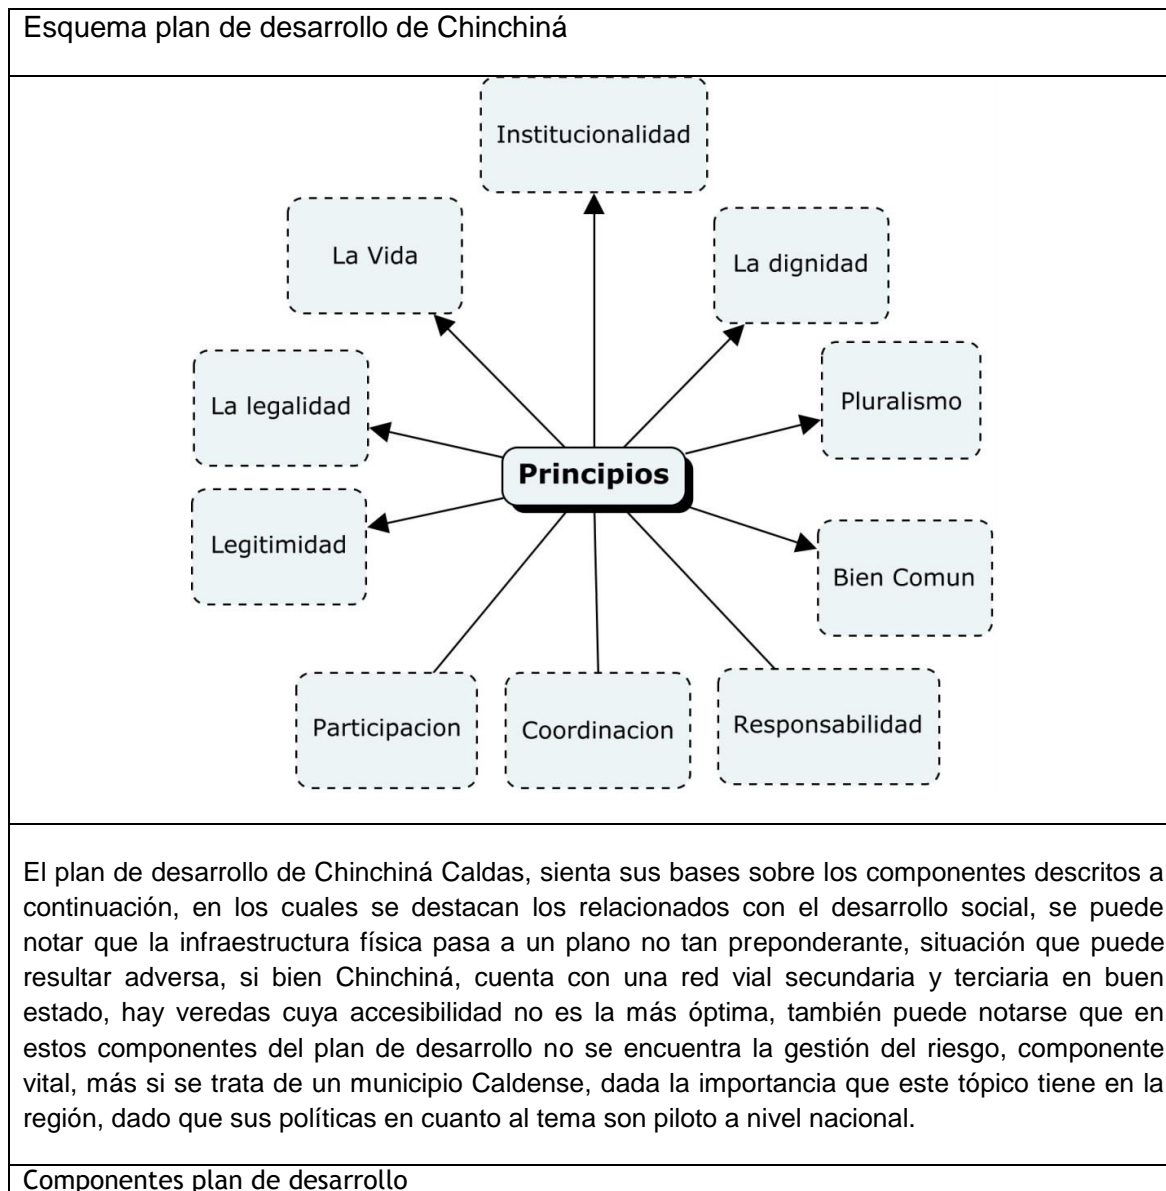 Esquema plan de desarrollo de Chinchiná
Institucionalidad
La Vida
La dignidad
La legalidad
Pluralismo
Principios
Legitimidad
Bien Comun
Participacion
Coordinacion
Responsabilidad
El plan de desarrollo de Chinchiná Caldas, sienta sus bases sobre los componentes descritos a
continuación, en los cuales se destacan los relacionados con el desarrollo social, se puede
notar que la infraestructura física pasa a un plano no tan preponderante, situación que puede
resultar adversa, si bien Chinchiná, cuenta con una red vial secundaria y terciaria en buen
estado, hay veredas cuya accesibilidad no es la más óptima, también puede notarse que en
estos componentes del plan de desarrollo no se encuentra la gestión del riesgo, componente
vital, más si se trata de un municipio Caldense, dada la importancia que este tópico tiene en la
región, dado que sus políticas en cuanto al tema son piloto a nivel nacional.
Componentes plan de desarrollo